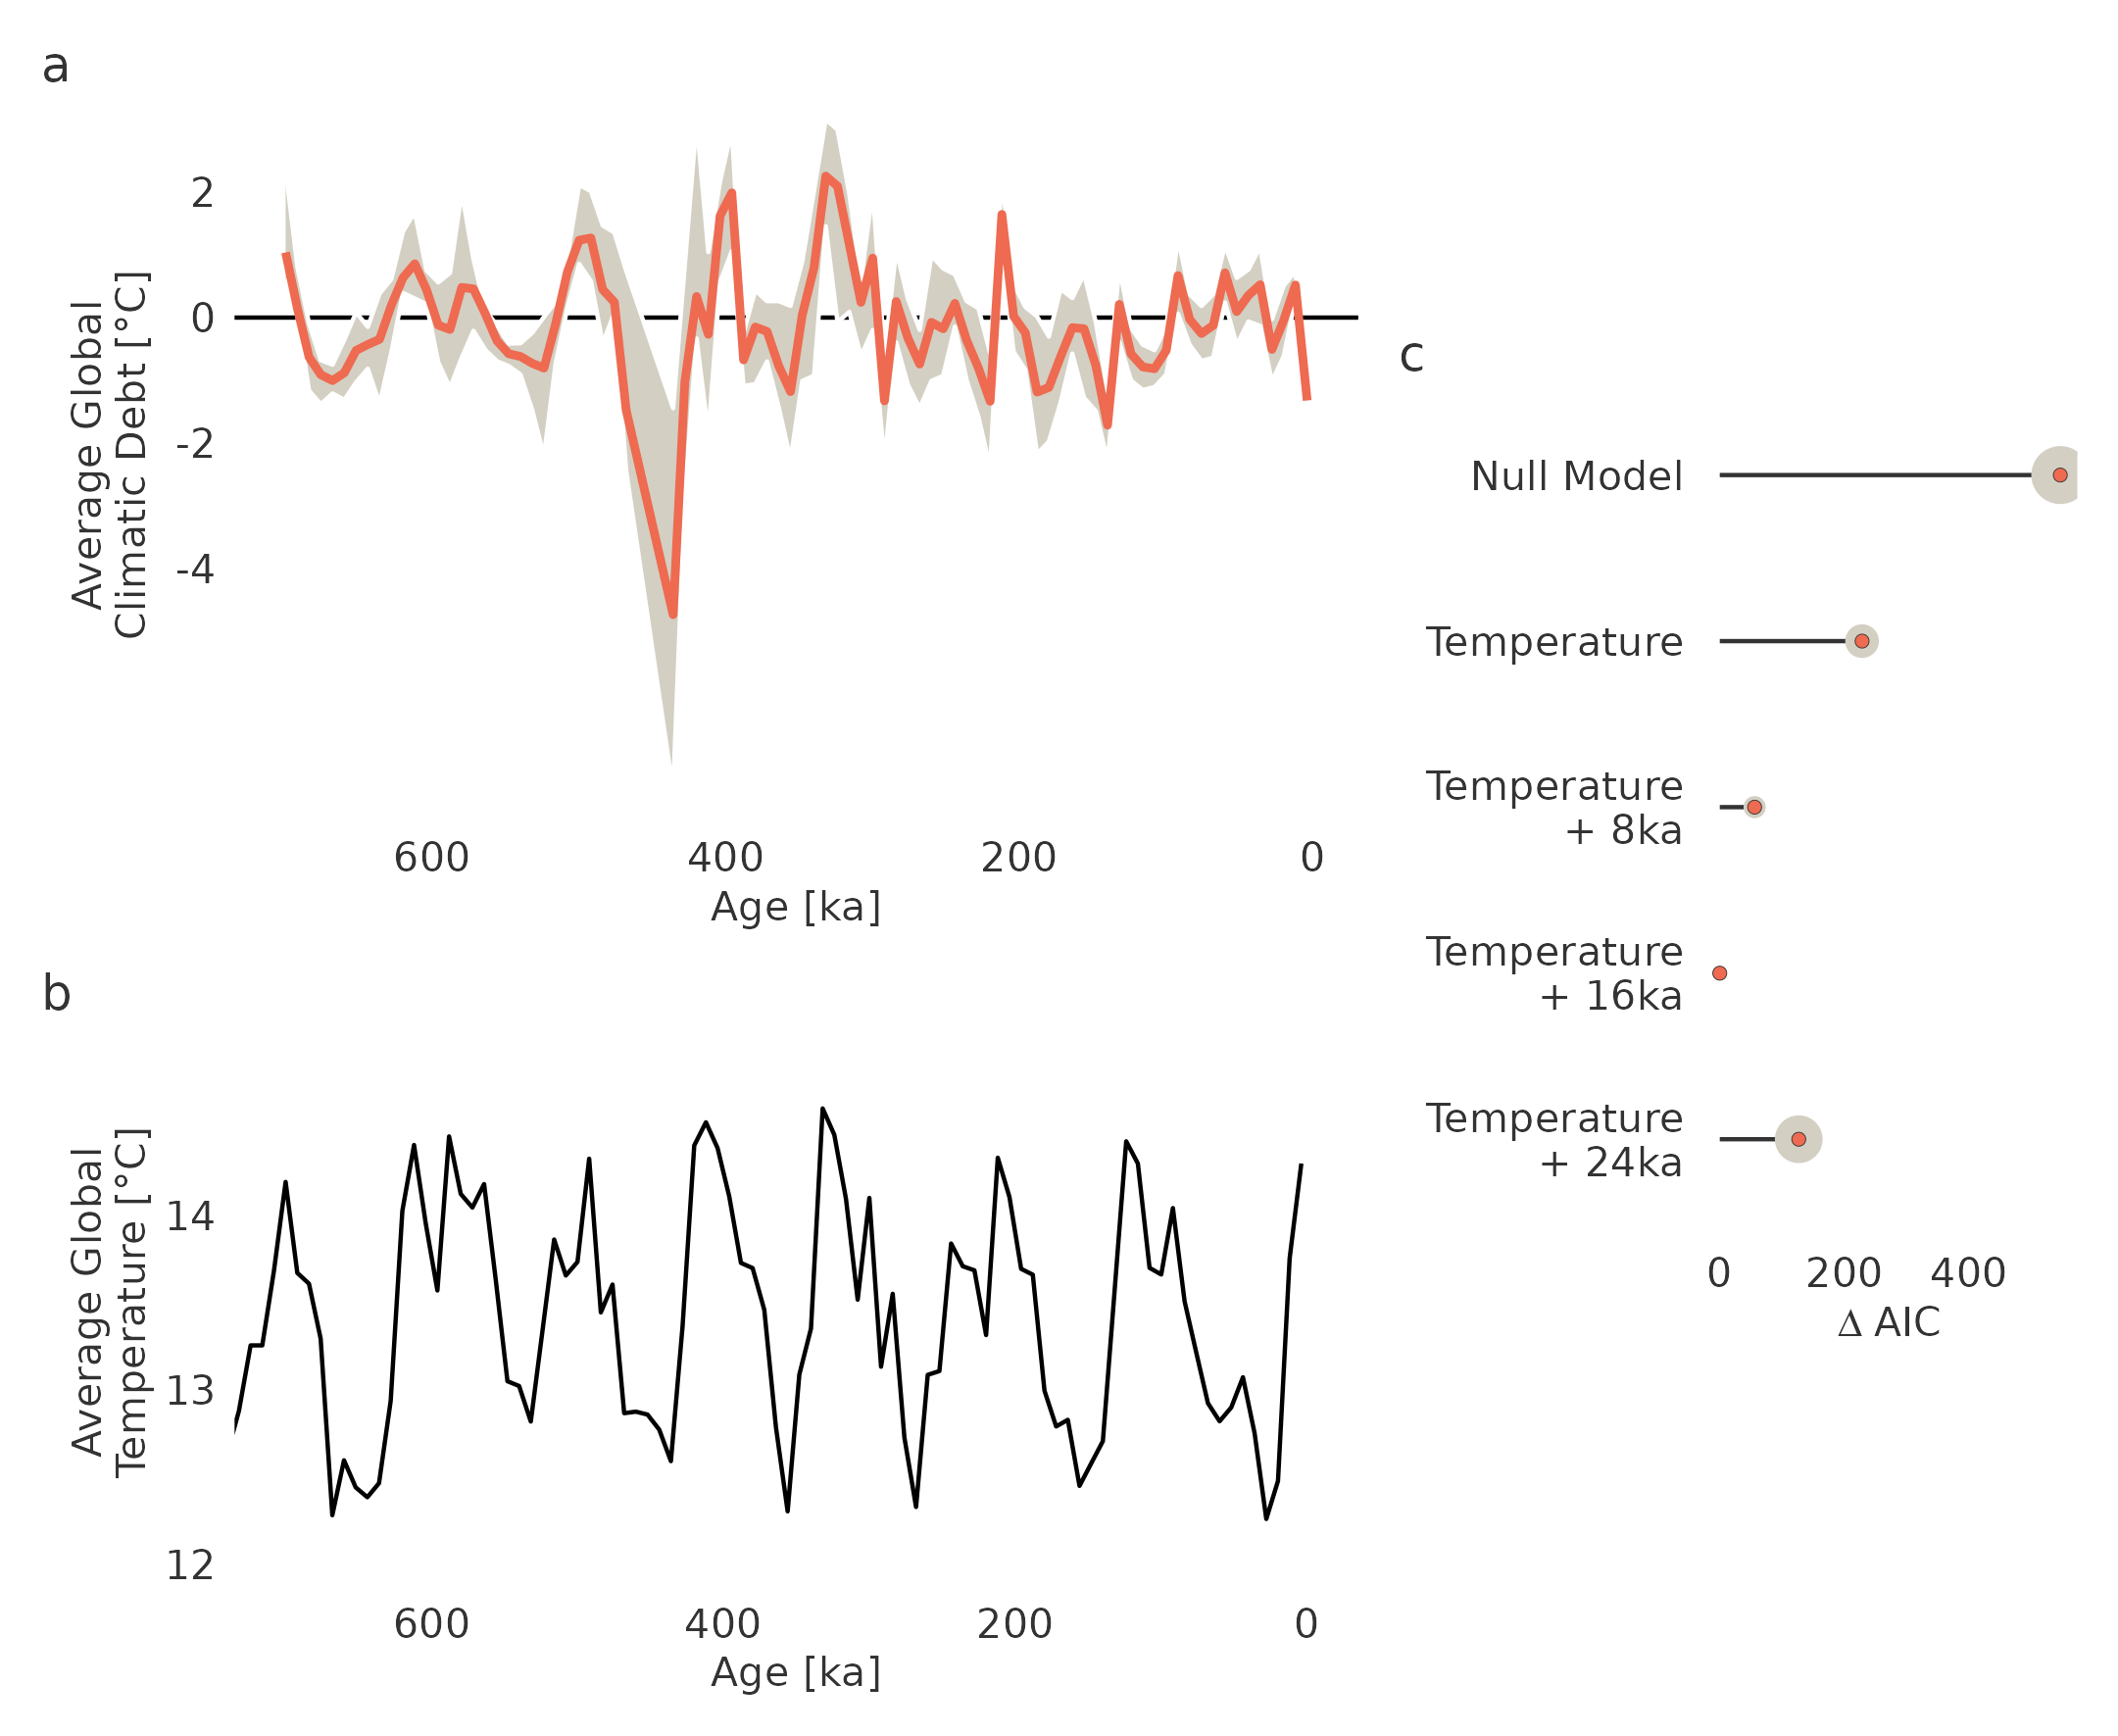 a
Average Global
Climatic Debt [°C]
2
0
-2
-4
600 400 200 0
Age [ka]
b
Average Global
Temperature [°C]
14
13
12
600 400 200 0
Age [ka]
c
Null Model
Temperature
Temperature
+ 8ka
Temperature
+ 16ka
Temperature
+ 24ka
0 200 400
Δ AIC